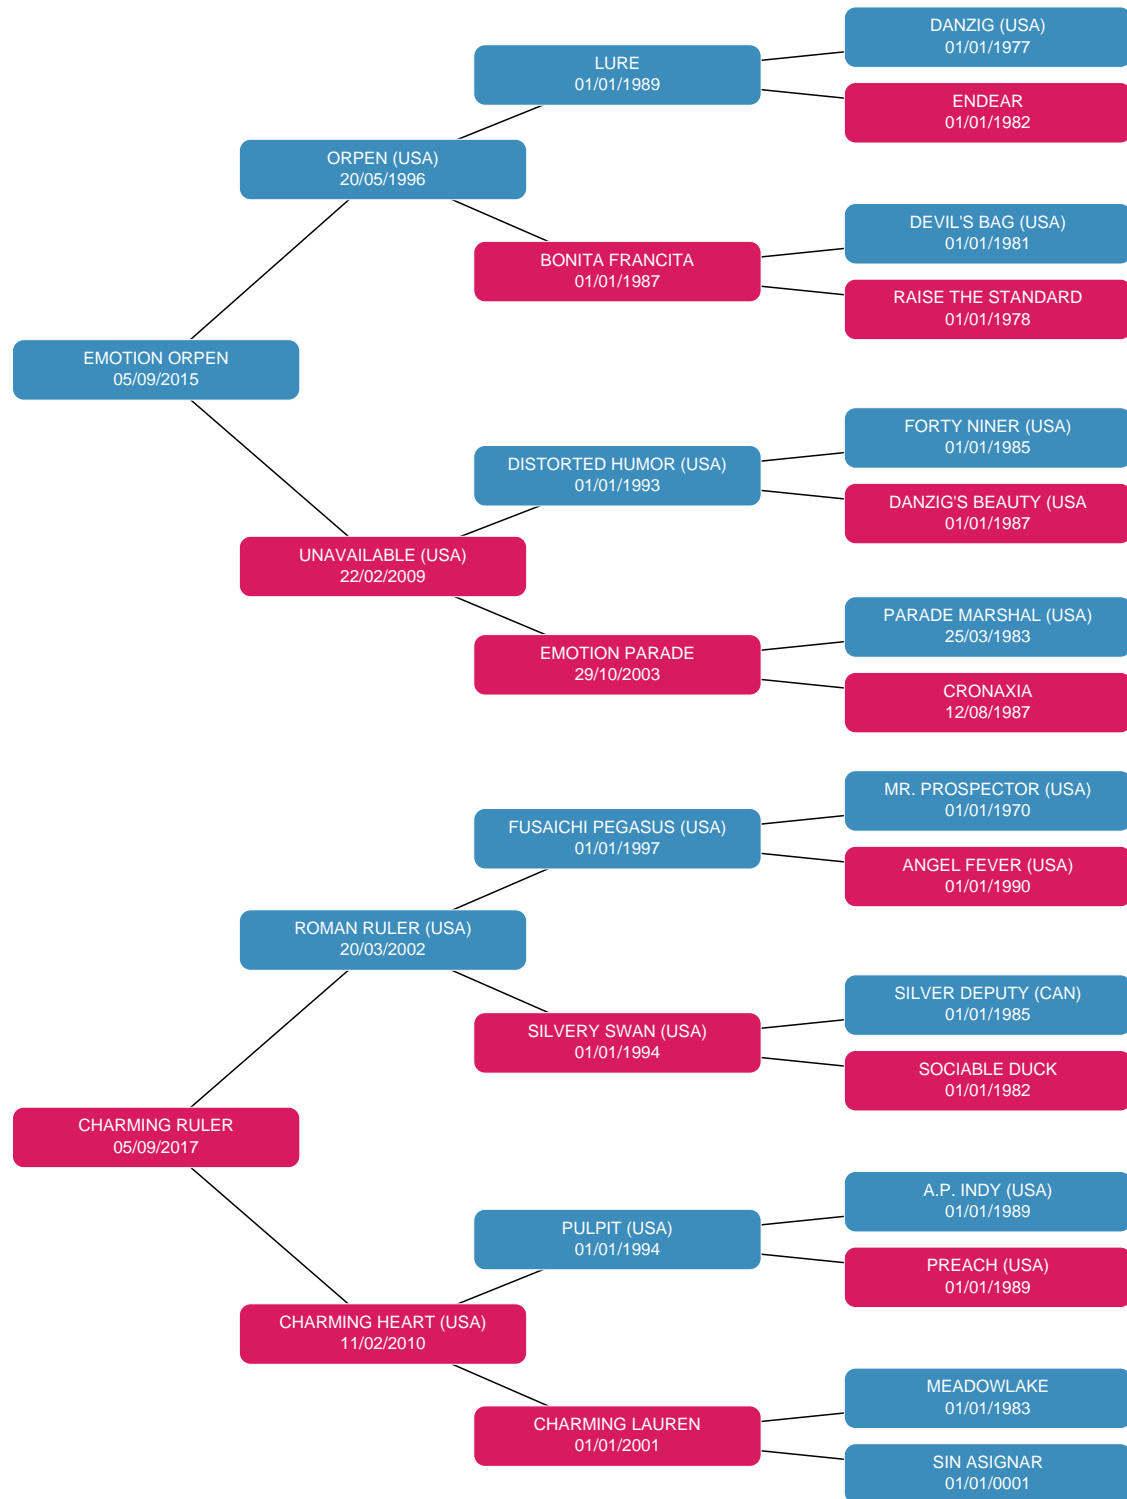 DANZIG (USA)
01/01/1977
LURE
01/01/1989
ENDEAR
01/01/1982
ORPEN (USA)
20/05/1996
DEVIL'S BAG (USA)
01/01/1981
BONITA FRANCITA
01/01/1987
RAISE THE STANDARD
01/01/1978
EMOTION ORPEN
05/09/2015
FORTY NINER (USA)
01/01/1985
DISTORTED HUMOR (USA)
01/01/1993
DANZIG'S BEAUTY (USA
01/01/1987
UNAVAILABLE (USA)
22/02/2009
PARADE MARSHAL (USA)
25/03/1983
EMOTION PARADE
29/10/2003
CRONAXIA
12/08/1987
MR. PROSPECTOR (USA)
01/01/1970
FUSAICHI PEGASUS (USA)
01/01/1997
ANGEL FEVER (USA)
01/01/1990
ROMAN RULER (USA)
20/03/2002
SILVER DEPUTY (CAN)
01/01/1985
SILVERY SWAN (USA)
01/01/1994
SOCIABLE DUCK
01/01/1982
CHARMING RULER
05/09/2017
A.P. INDY (USA)
01/01/1989
PULPIT (USA)
01/01/1994
PREACH (USA)
01/01/1989
CHARMING HEART (USA)
11/02/2010
MEADOWLAKE
01/01/1983
CHARMING LAUREN
01/01/2001
SIN ASIGNAR
01/01/0001